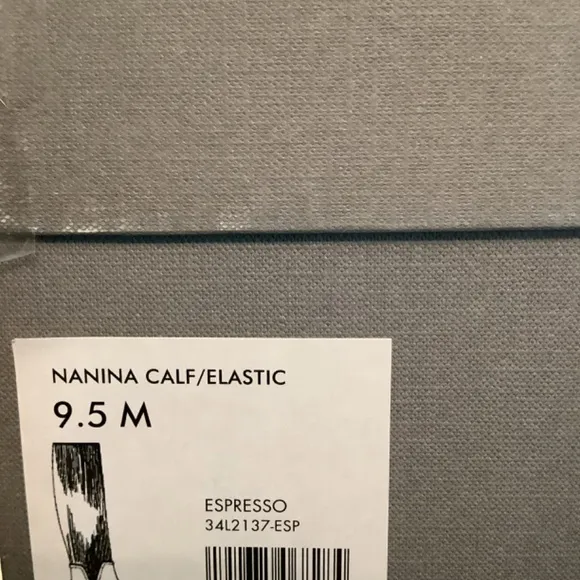 NANINA CALF/ELASTIC
9.5 M
ESPRESSO
34L2137-ESP